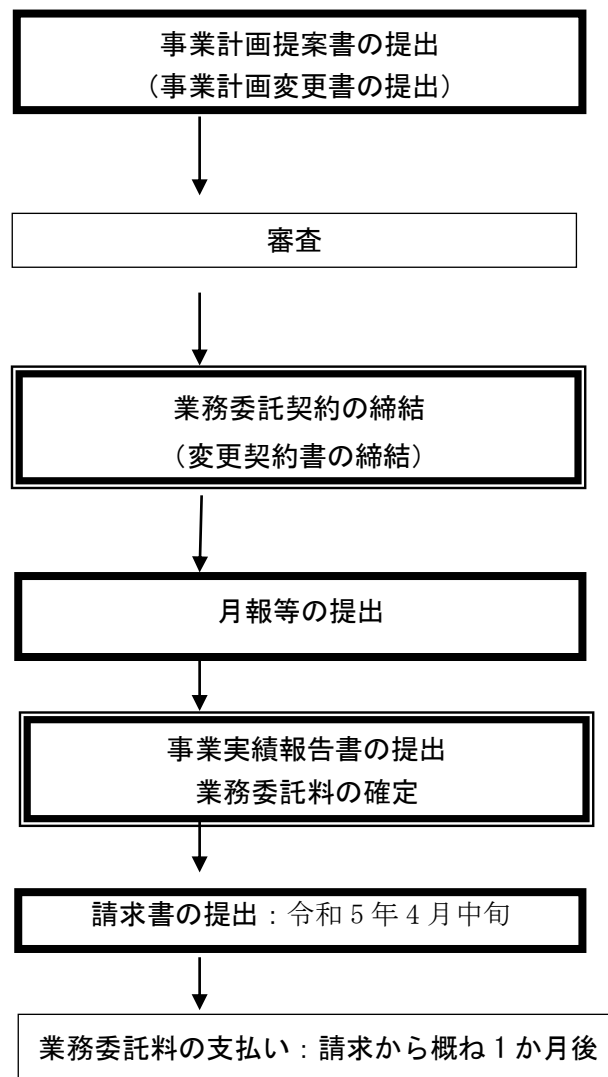 事業計画提案書の提出
（事業計画変更書の提出）
審査
業務委託契約の締結
（変更契約書の締結）
月報等の提出
事業実績報告書の提出
業務委託料の確定
請求書の提出：令和５年４月中旬
業務委託料の支払い：請求から概ね１か月後